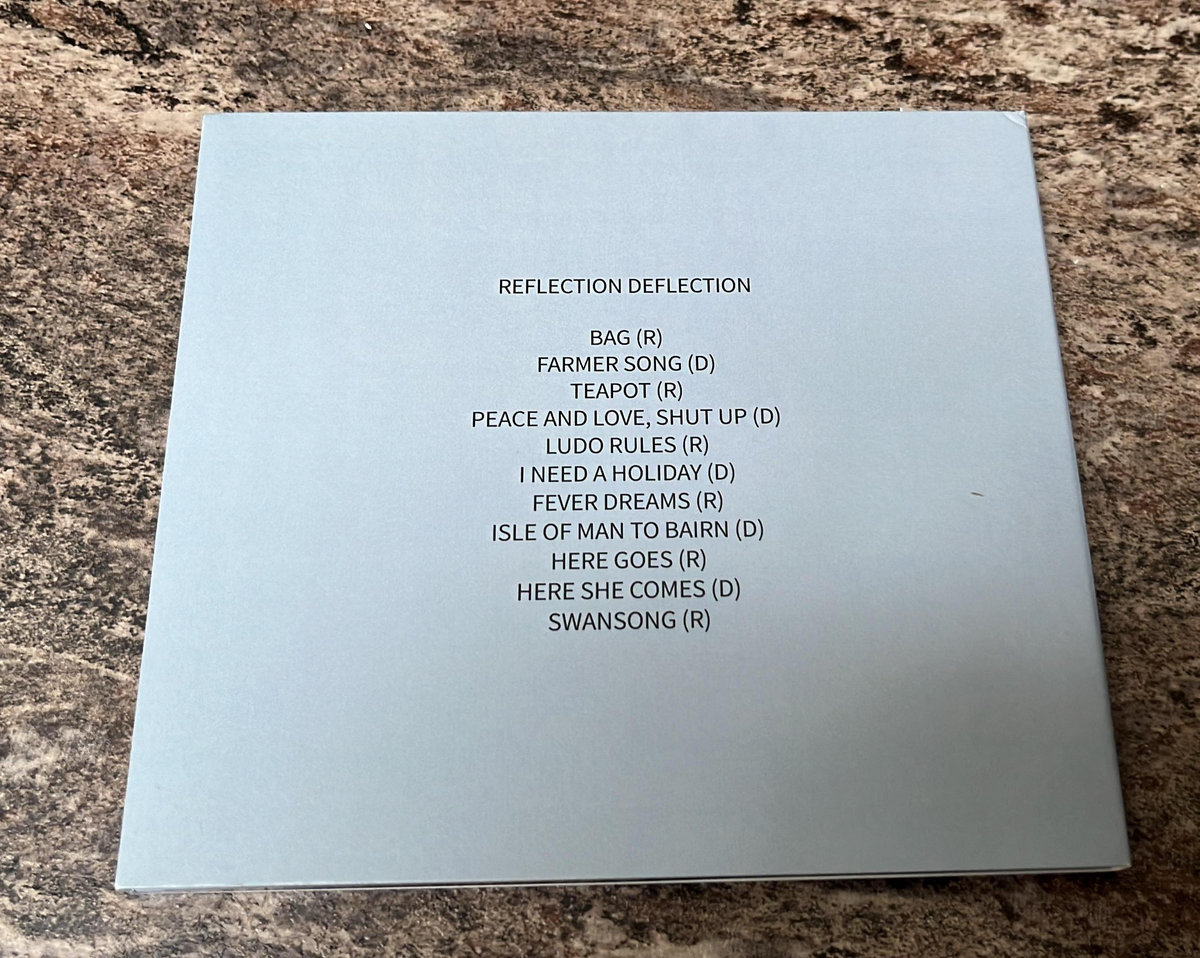 REFLECTION DEFLECTION
BAG (R)
FARMER SONG (D)
TEAPOT (R)
PEACE AND LOVE, SHUT UP (D)
LUDO RULES (R)
I NEED A HOLIDAY (D)
FEVER DREAMS (R)
ISLE OF MAN TO BAIRN (D)
HERE GOES (R)
HERE SHE COMES (D)
SWANSONG (R)